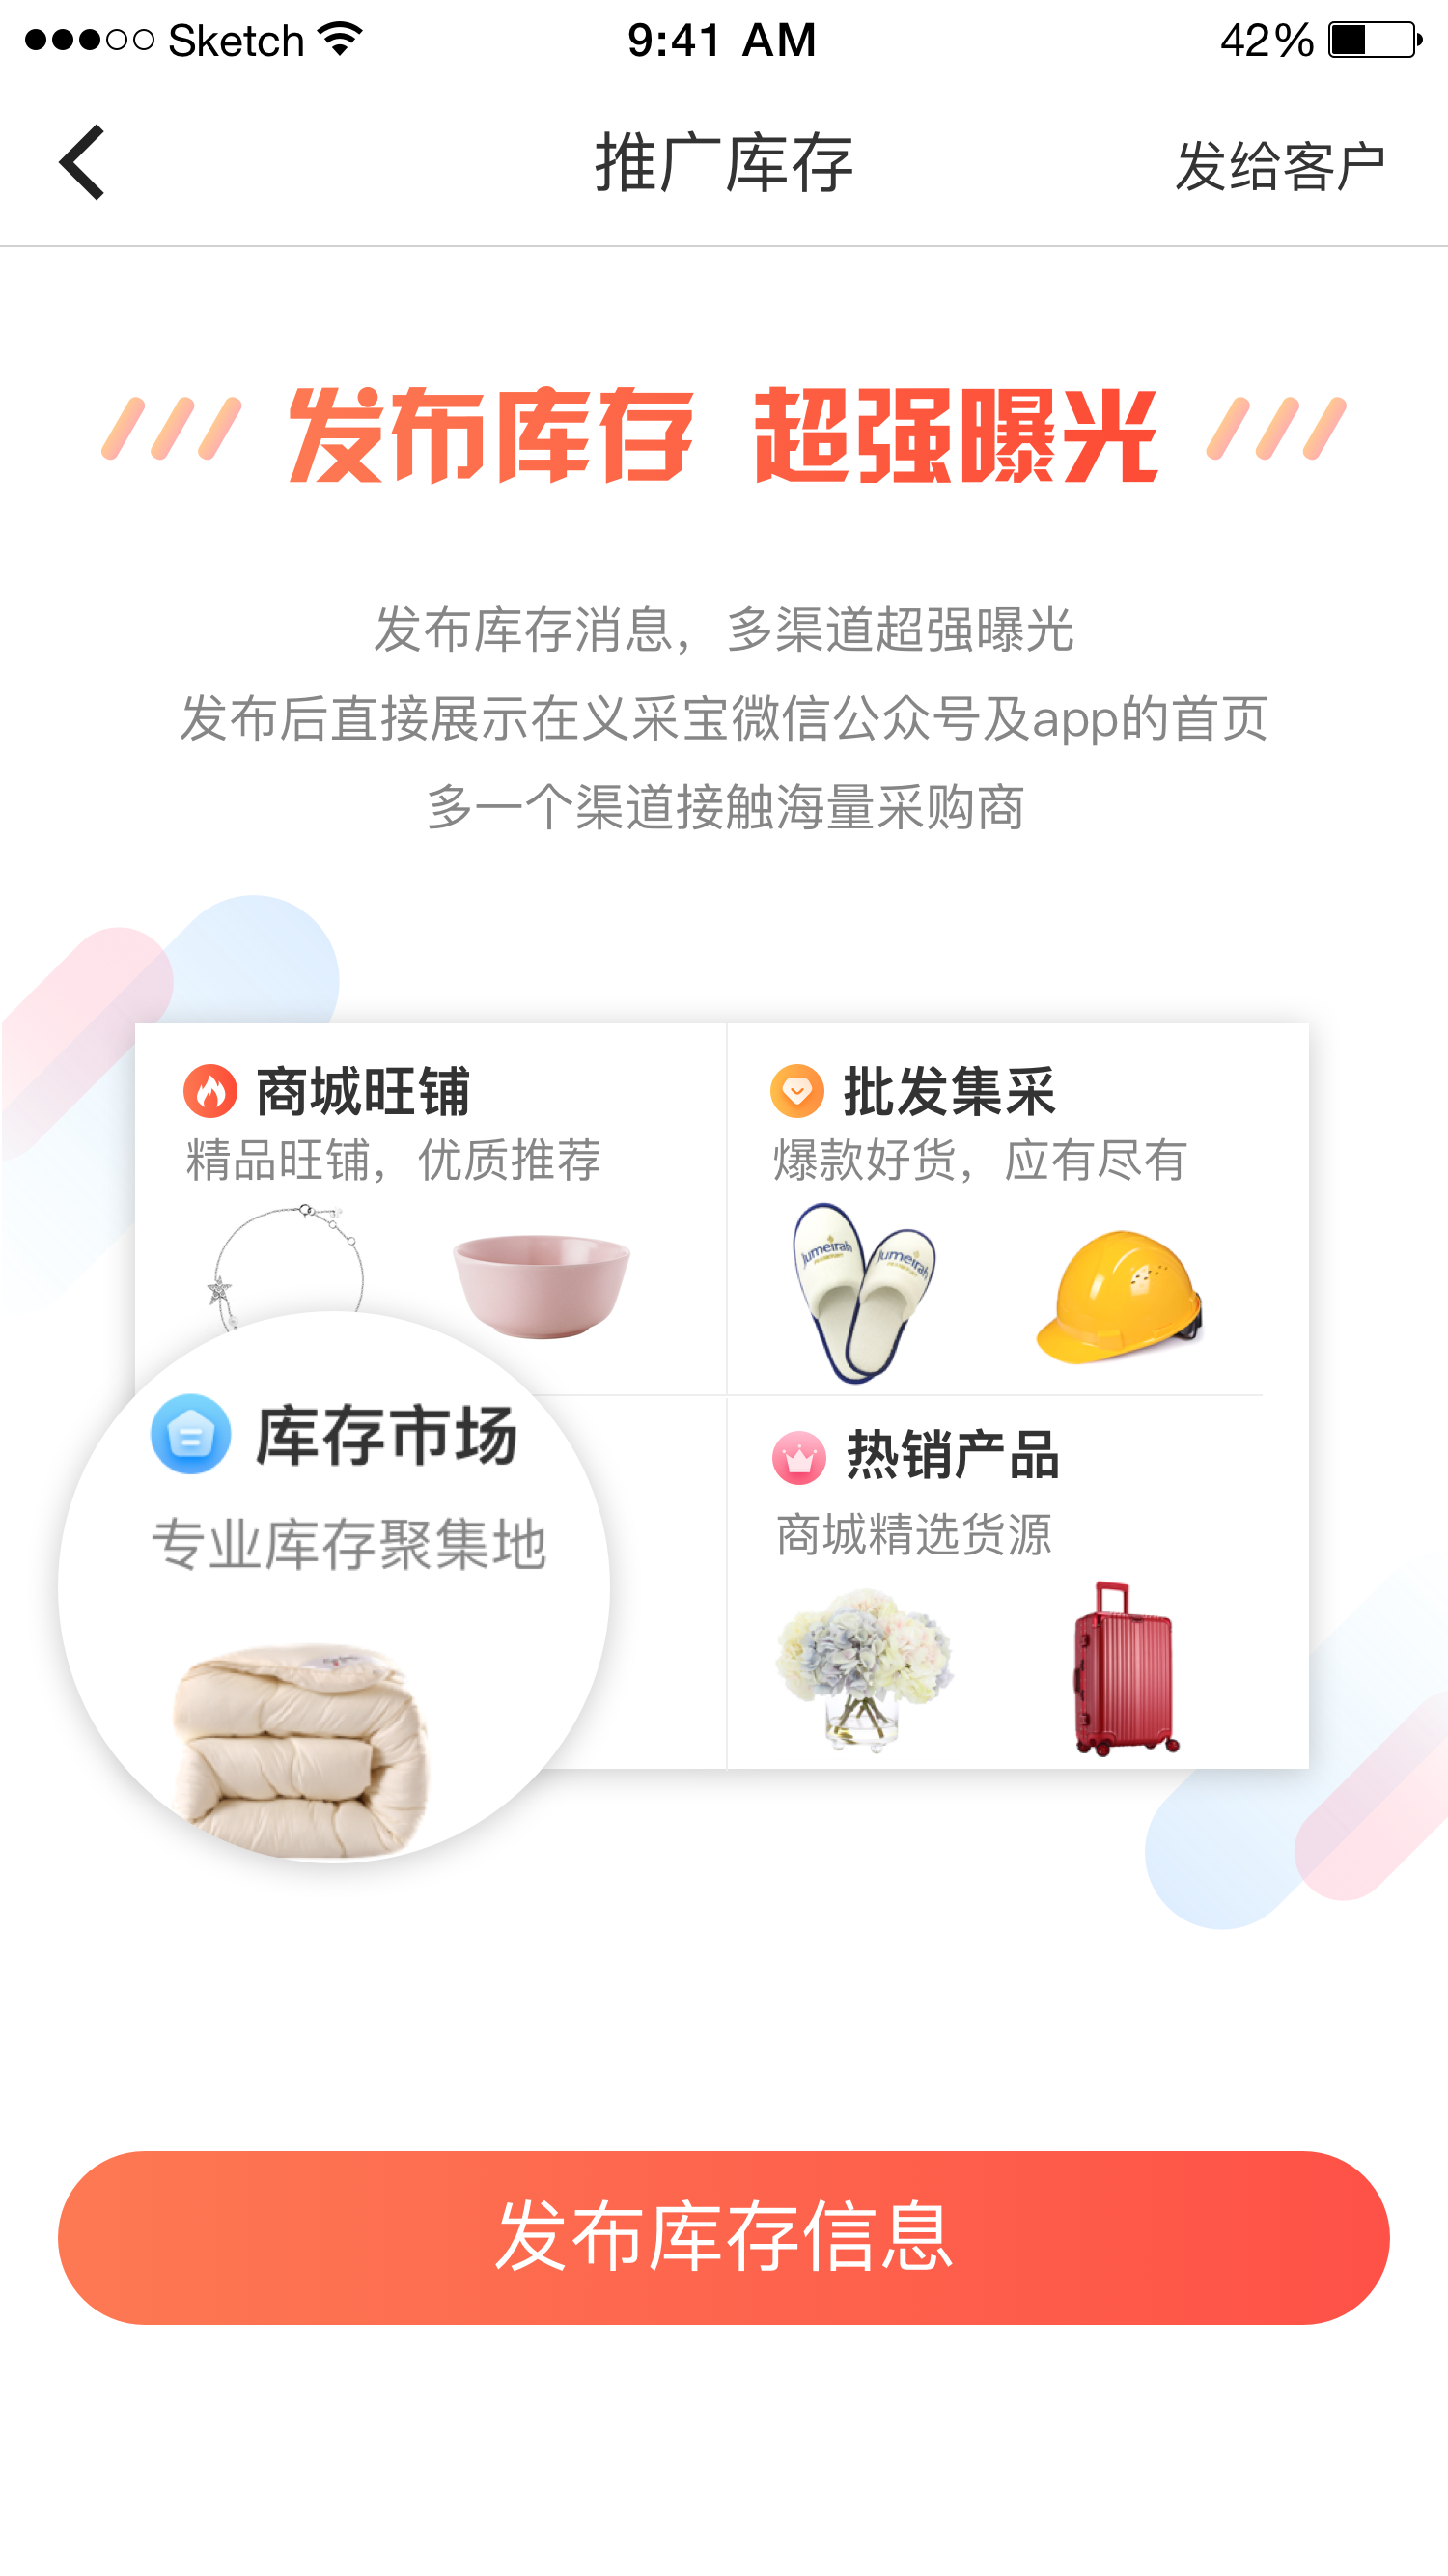 Sketch 9:41 AM 42%
推广库存 发给客户
发布库存 超强曝光
发布库存消息，多渠道超强曝光
发布后直接展示在义采宝微信公众号及app的首页
多一个渠道接触海量采购商
商城旺铺
精品旺铺，优质推荐
批发集采
爆款好货，应有尽有
Jumeirah
Jumeirah
库存市场
专业库存聚集地
热销产品
商城精选货源
发布库存信息